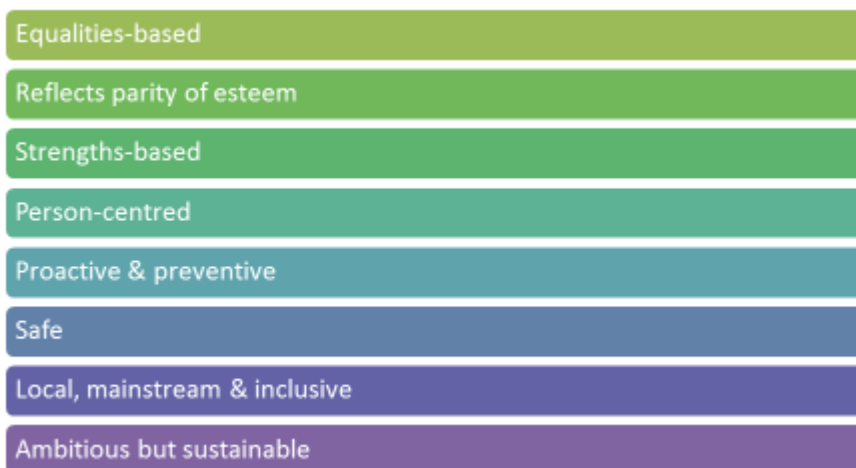 Equalities-based
Reflects parity of esteem
Strengths-based
Person-centred
Proactive & preventive
Safe
Local, mainstream & inclusive
Ambitious but sustainable